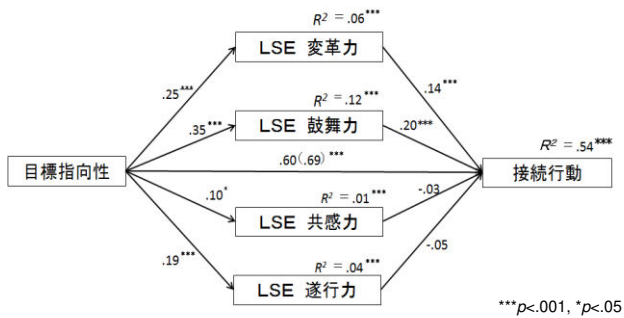 R² = .06***
LSE 変革力
.25***
.14***
R² = .12***
LSE 鼓舞力
.35***
.20***
R² = .54***
.60(.69)***
目標指向性
接続行動
.10*
R² = .01***
-.03
LSE 共感力
.19***
R² = .04***
-.05
LSE 遂行力
***p<.001, *p<.05